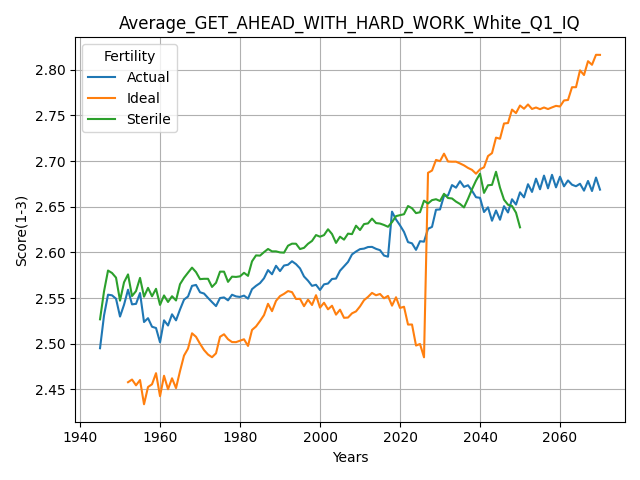 Average_GET_AHEAD_WITH_HARD_WORK_White_Q1_IQ
Fertility
Actual
Ideal
Sterile
Score(1-3)
2.80
2.75
2.70
2.65
2.60
2.55
2.50
2.45
1940 1960 1980 2000 2020 2040 2060
Years